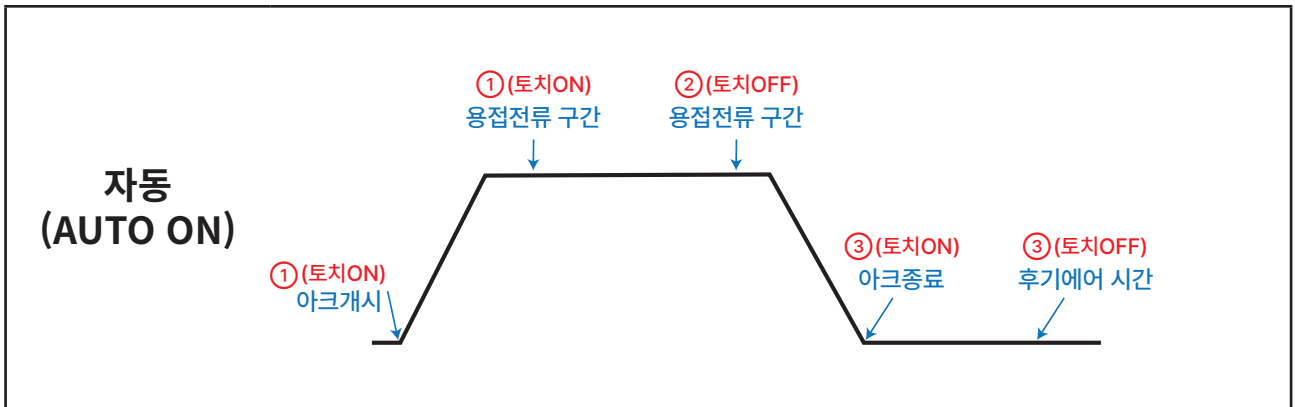 자동
(AUTO ON)
①(토치ON)
아크개시
①(토치ON)
용접전류 구간
②(토치OFF)
용접전류 구간
③(토치ON)
아크종료
③(토치OFF)
후기에어 시간